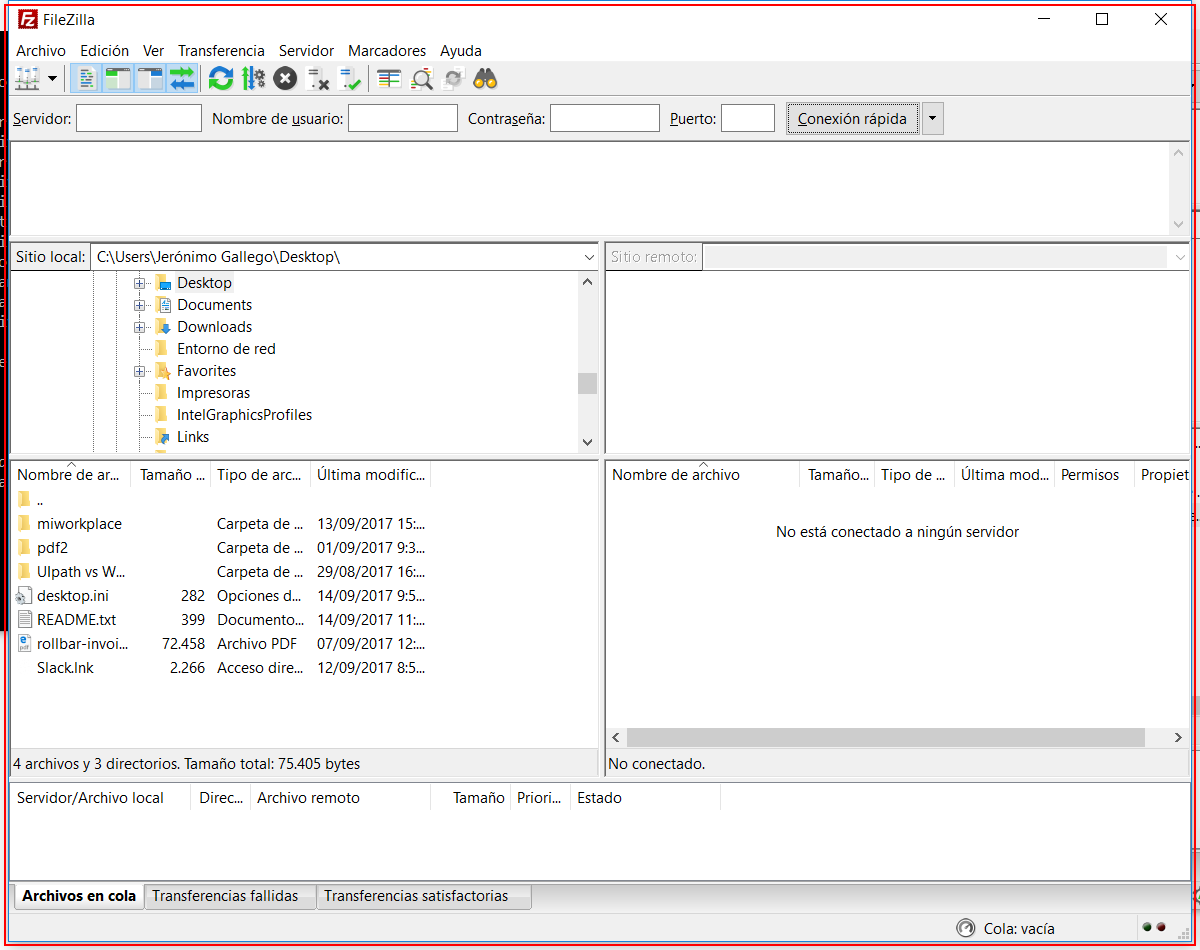 FileZilla
Archivo Edición Ver Transferencia Servidor Marcadores Ayuda
Servidor: Nombre de usuario: Contraseña: Puerto: Conexión rápida
Sitio local: C:\Users\Jerónimo Gallego\Desktop\
Desktop
Documents
Downloads
Entorno de red
Favorites
Impresoras
IntelGraphicsProfiles
Links
Sitio remoto:
Nombre de ar... Tamaño ... Tipo de arc... Última modific...
..
miworkplace Carpeta de ... 13/09/2017 15:...
pdf2 Carpeta de ... 01/09/2017 9:3...
UIpath vs W... Carpeta de ... 29/08/2017 16:...
desktop.ini 282 Opciones d... 14/09/2017 9:5...
README.txt 399 Documento... 14/09/2017 11:...
rollbar-invoi... 72.458 Archivo PDF 07/09/2017 12:...
Slack.lnk 2.266 Acceso dire... 12/09/2017 8:5...
4 archivos y 3 directorios. Tamaño total: 75.405 bytes
Nombre de archivo Tamaño... Tipo de ... Última mod... Permisos Propiet
No está conectado a ningún servidor
No conectado.
Servidor/Archivo local Direc... Archivo remoto Tamaño Priori... Estado
Archivos en cola Transferencias fallidas Transferencias satisfactorias
Cola: vacía